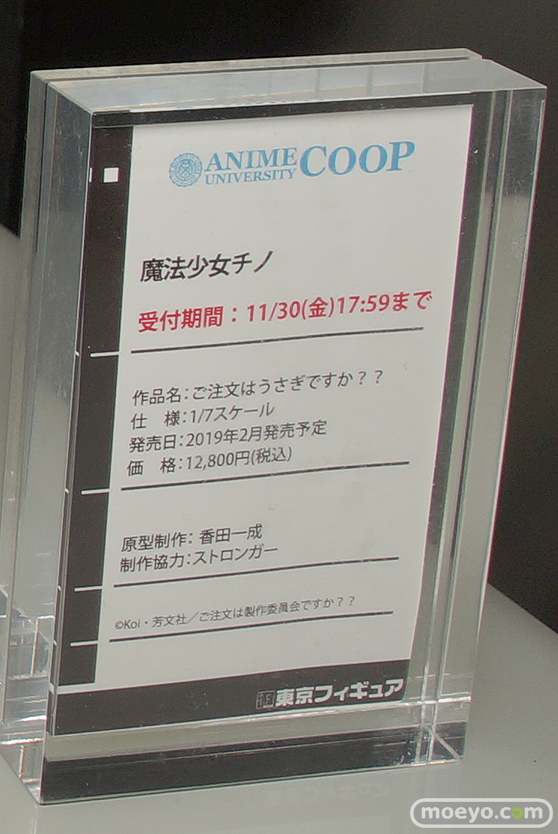 ANIME
UNIVERSITY COOP
魔法少女チノ
受付期間：11/30(金)17:59まで
作品名：ご注文はうさぎですか？？
仕　様：1/7スケール
発売日：2019年2月発売予定
価　格：12,800円(税込)
原型制作：香田一成
制作協力：ストロンガー
©Koi・芳文社／ご注文は製作委員会ですか？？
東京フィギュア
moeyo.com